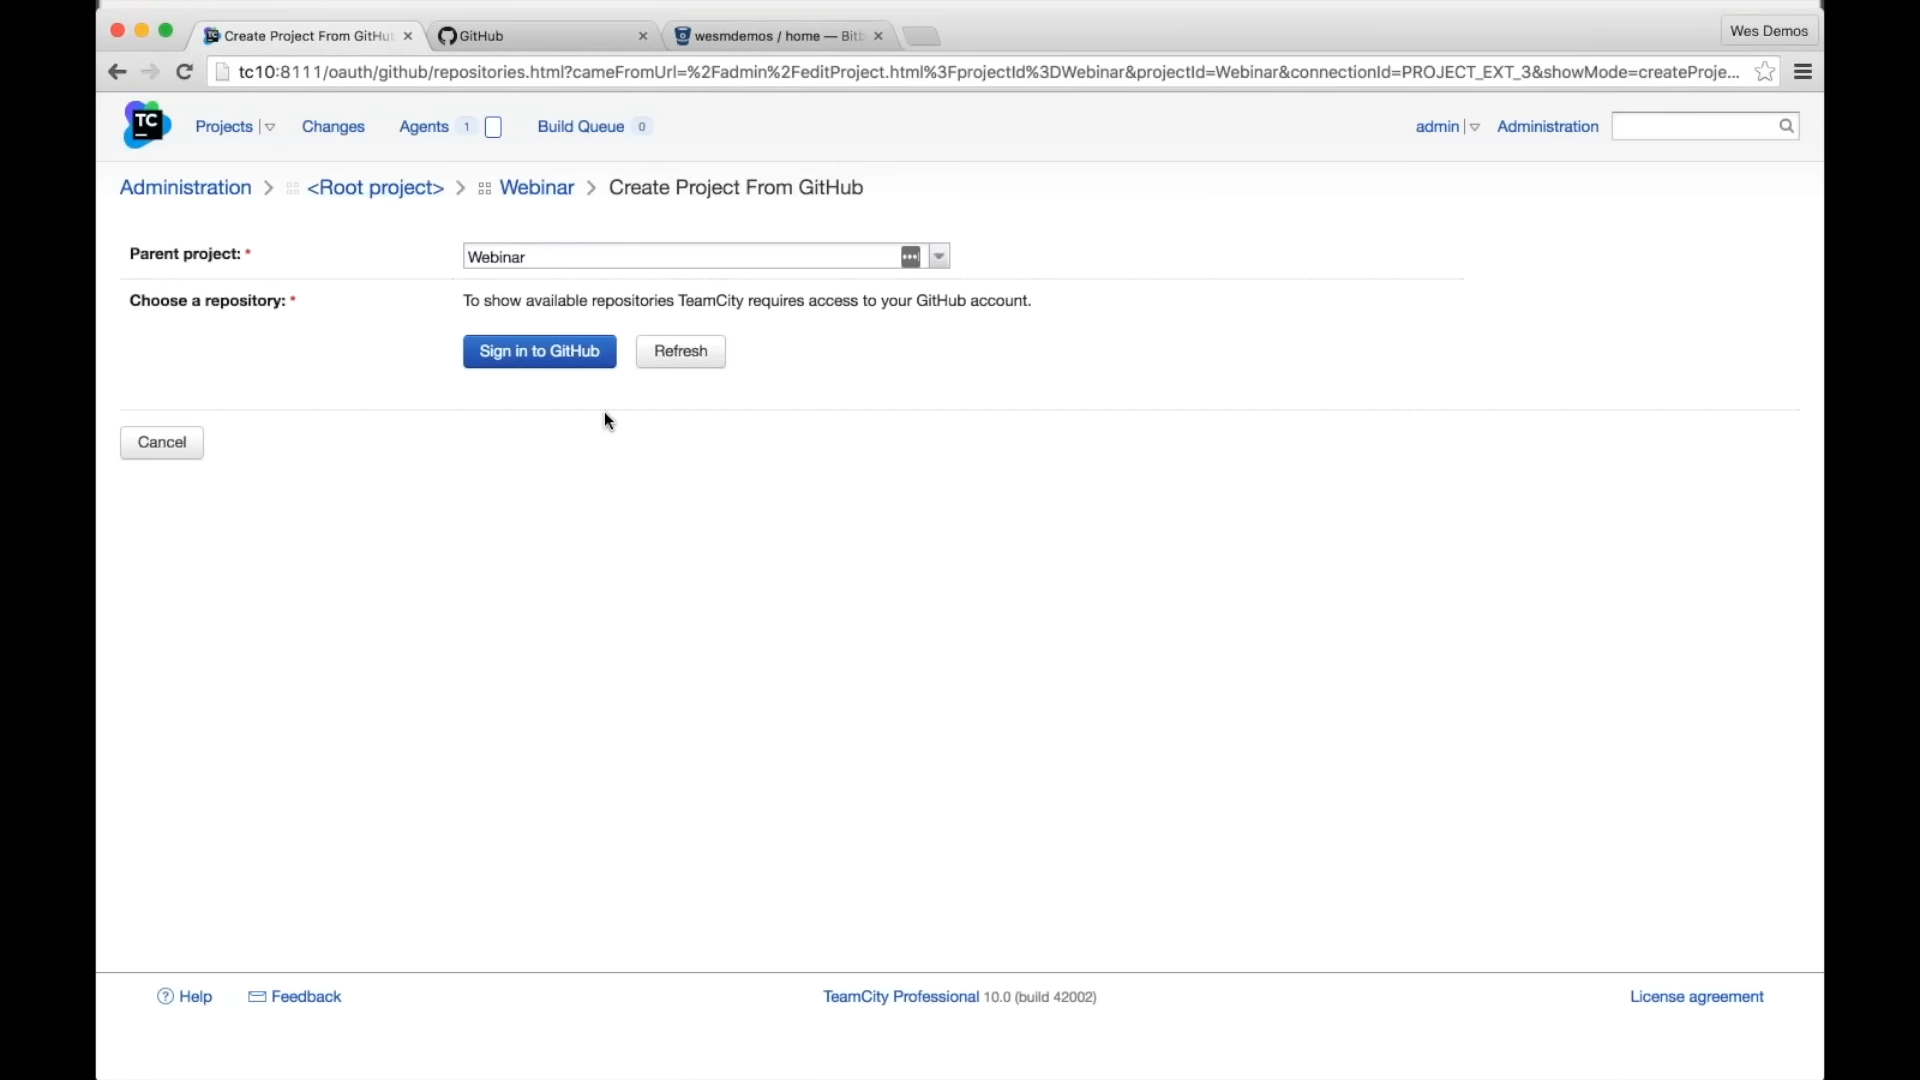 Create Project From GitHu
GitHub
wesmdemos / home — Bitb
Wes Demos
tc10:8111/oauth/github/repositories.html?cameFromUrl=%2Fadmin%2FeditProject.html%3FprojectId%3DWebinar&projectId=Webinar&connectionId=PROJECT_EXT_3&showMode=createProje...
TC
Projects
Changes
Agents 1
Build Queue 0
admin
Administration
Administration > <Root project> > Webinar > Create Project From GitHub
Parent project: *
Webinar
Choose a repository: *
To show available repositories TeamCity requires access to your GitHub account.
Sign in to GitHub
Refresh
Cancel
Help
Feedback
TeamCity Professional 10.0 (build 42002)
License agreement